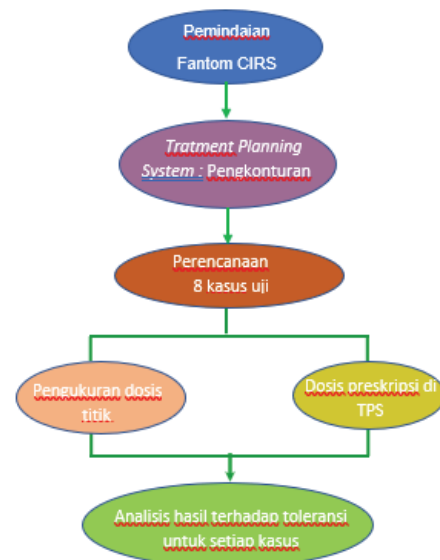 Pemindaian
Fantom CIRS
Tratment Planning
System : Pengkonturan
Perencanaan
8 kasus uji
Pengukuran dosis
titik
Dosis preskripsi di
TPS
Analisis hasil terhadap toleransi
untuk setiap kasus